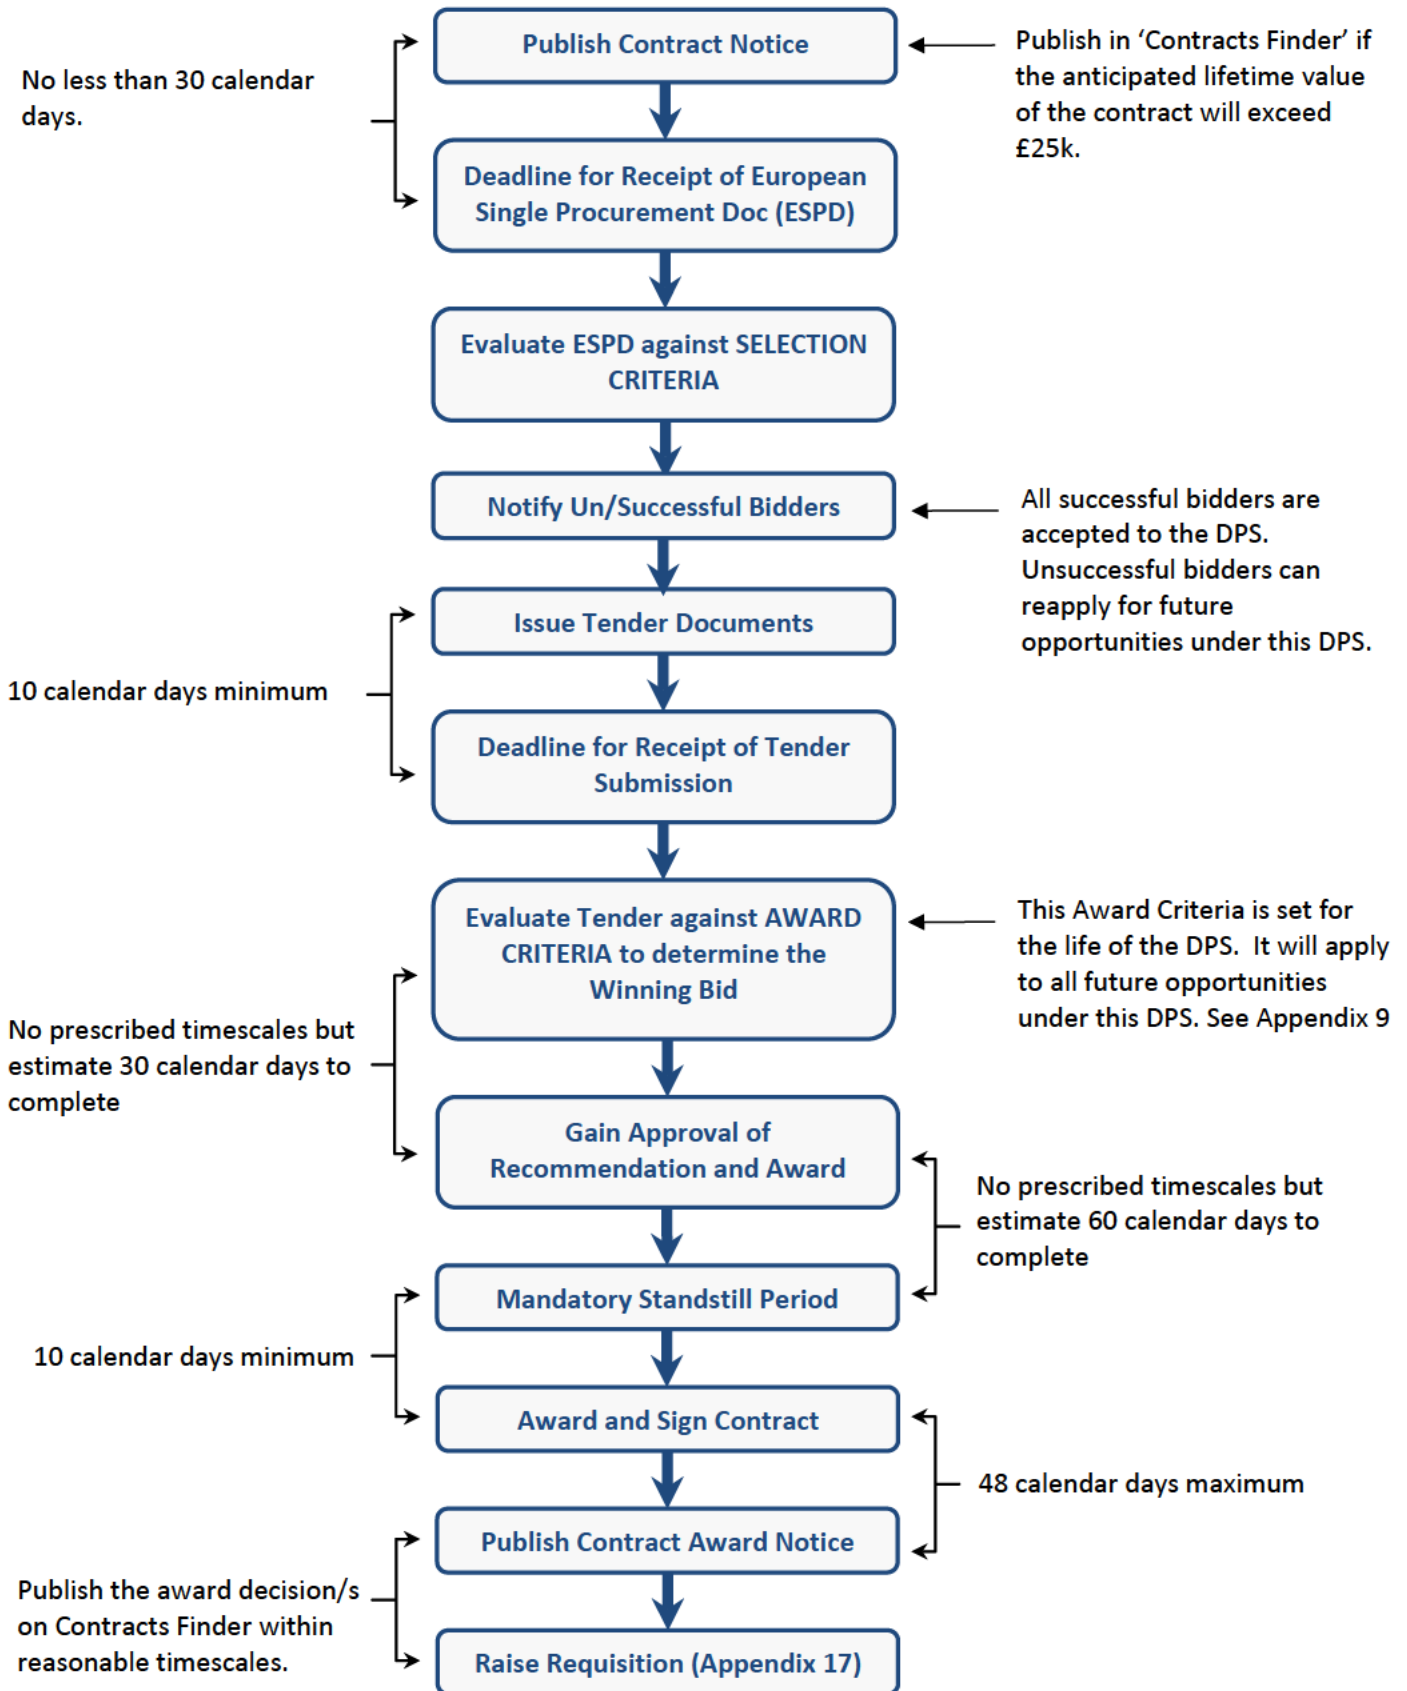 Publish Contract Notice
Publish in ‘Contracts Finder’ if
the anticipated lifetime value
of the contract will exceed
£25k.
No less than 30 calendar
days.
Deadline for Receipt of European
Single Procurement Doc (ESPD)
Evaluate ESPD against SELECTION
CRITERIA
Notify Un/Successful Bidders
All successful bidders are
accepted to the DPS.
Unsuccessful bidders can
reapply for future
opportunities under this DPS.
Issue Tender Documents
10 calendar days minimum
Deadline for Receipt of Tender
Submission
Evaluate Tender against AWARD
CRITERIA to determine the
Winning Bid
This Award Criteria is set for
the life of the DPS. It will apply
to all future opportunities
under this DPS. See Appendix 9
No prescribed timescales but
estimate 30 calendar days to
complete
Gain Approval of
Recommendation and Award
No prescribed timescales but
estimate 60 calendar days to
complete
Mandatory Standstill Period
10 calendar days minimum
Award and Sign Contract
48 calendar days maximum
Publish Contract Award Notice
Publish the award decision/s
on Contracts Finder within
reasonable timescales.
Raise Requisition (Appendix 17)